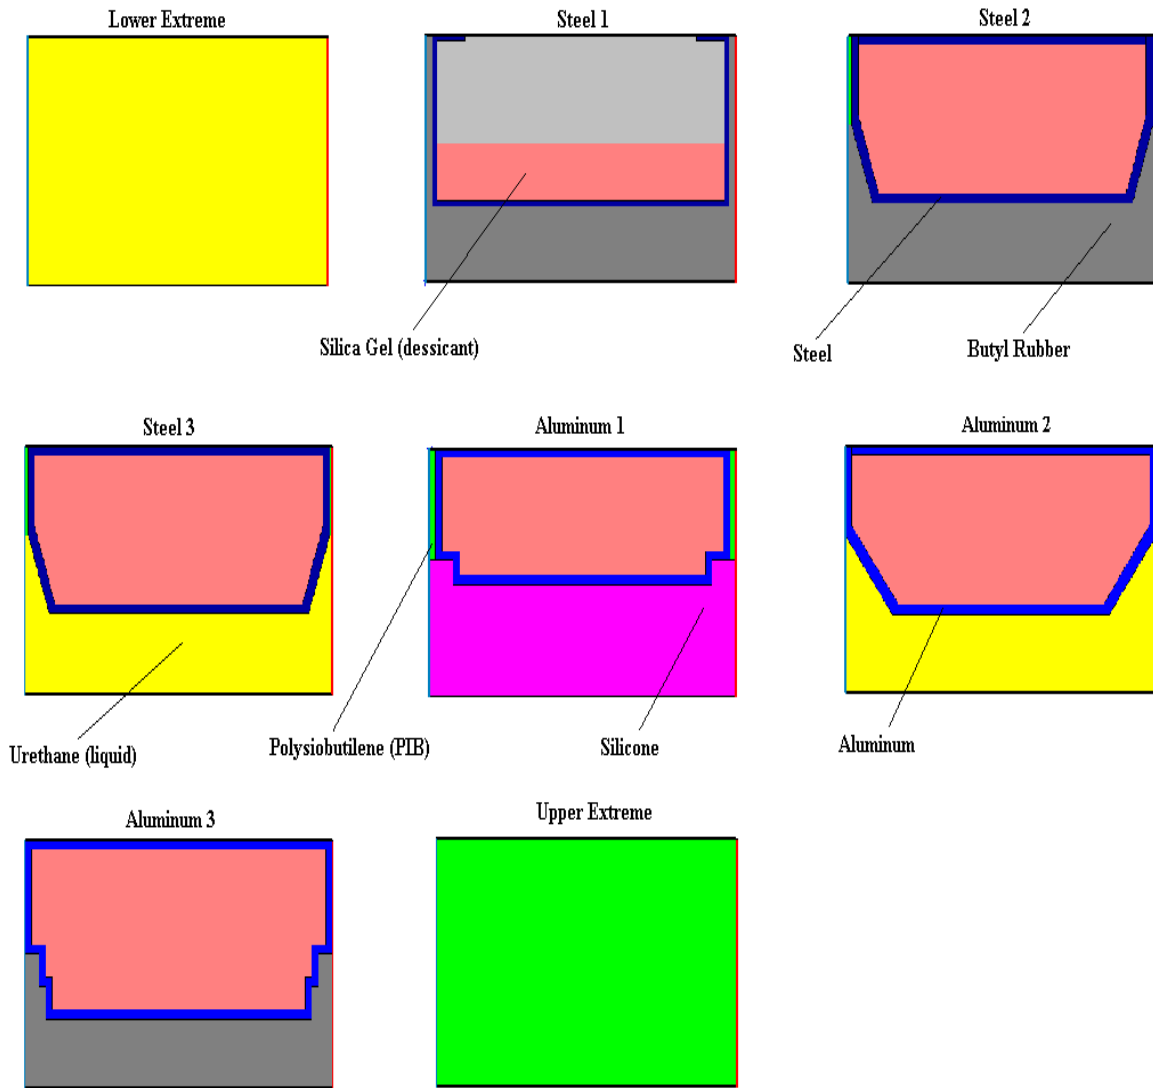 Lower Extreme
Steel 1
Steel 2
Silica Gel (dessicant)
Steel
Butyl Rubber
Steel 3
Aluminum 1
Aluminum 2
Urethane (liquid)
Polysiobutilene (PIB)
Silicone
Aluminum
Aluminum 3
Upper Extreme